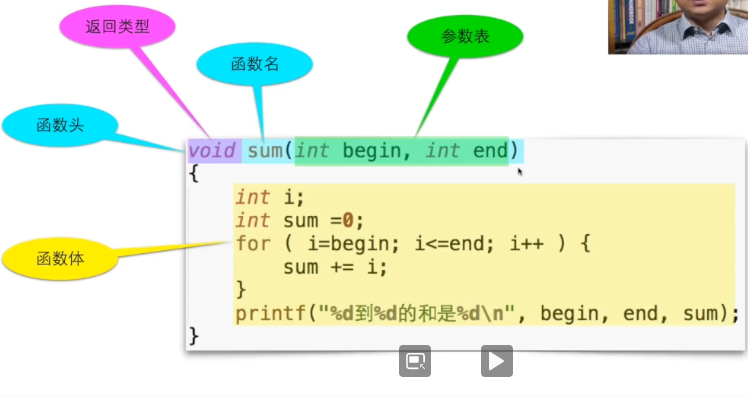 返回类型
参数表
函数名
函数头
void sum(int begin, int end)
{
int i;
int sum =0;
函数体
for ( i=begin; i<=end; i++ ) {
sum += i;
}
printf("%d到%d的和是%d\n", begin, end, sum);
}